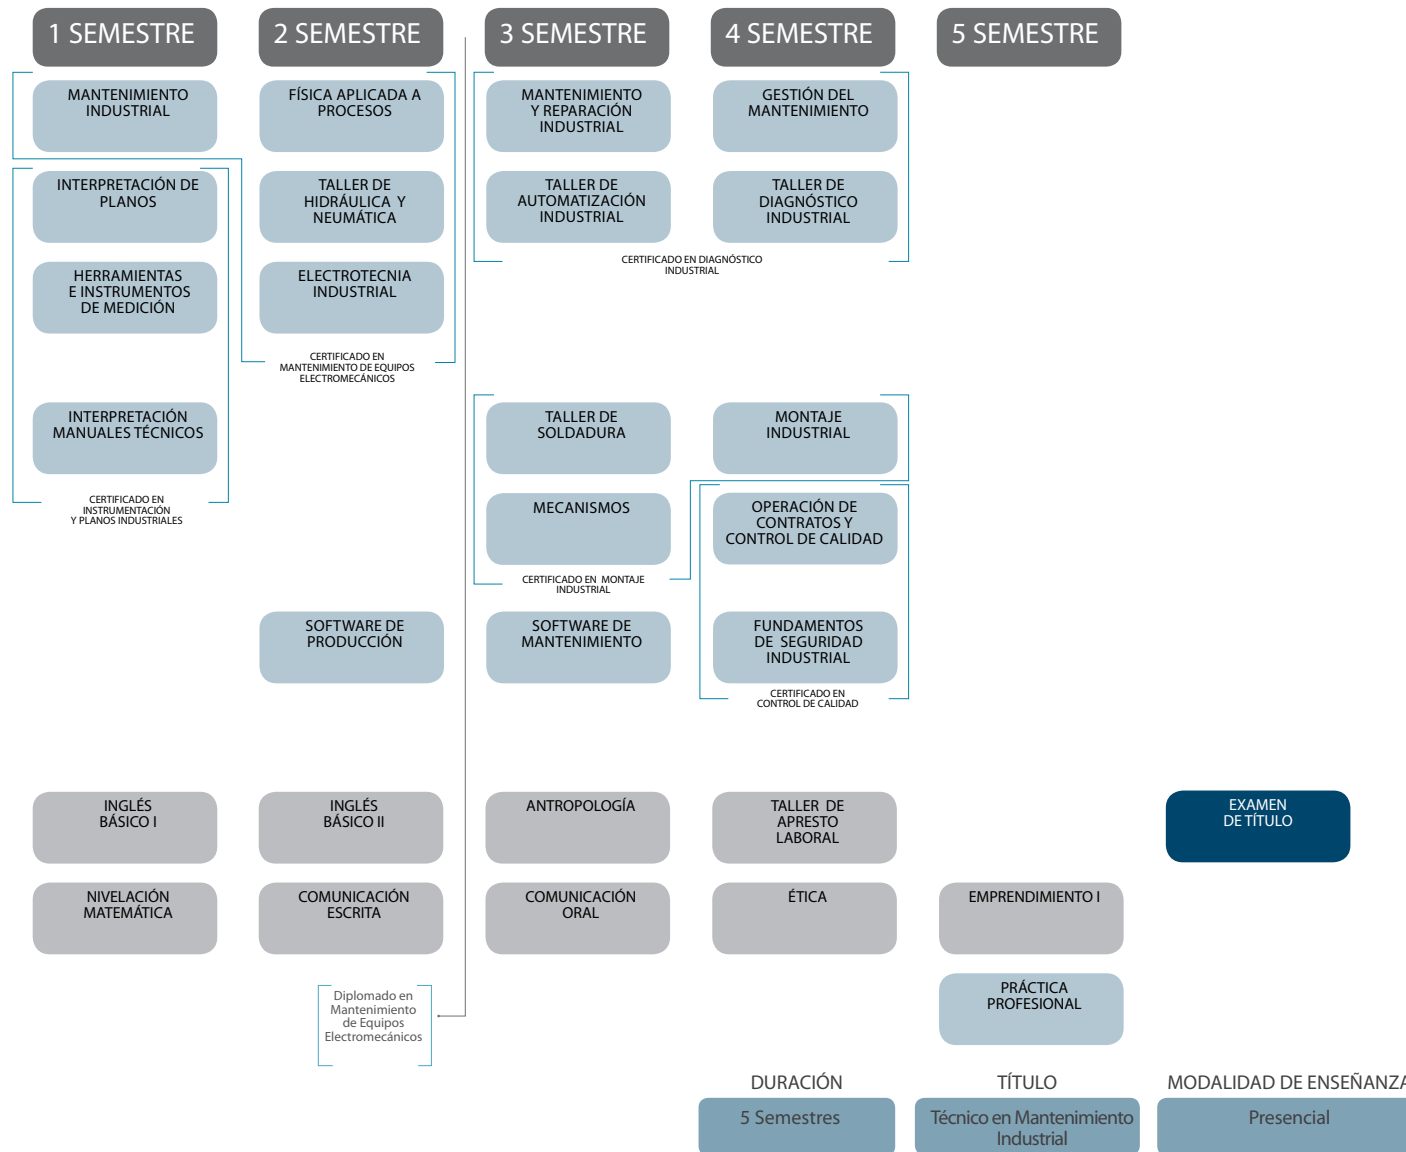 1 SEMESTRE
2 SEMESTRE
3 SEMESTRE
4 SEMESTRE
5 SEMESTRE
MANTENIMIENTO
INDUSTRIAL
FÍSICA APLICADA A
PROCESOS
MANTENIMIENTO
Y REPARACIÓN
INDUSTRIAL
GESTIÓN DEL
MANTENIMIENTO
INTERPRETACIÓN DE
PLANOS
TALLER DE
HIDRÁULICA Y
NEUMÁTICA
TALLER DE
AUTOMATIZACIÓN
INDUSTRIAL
TALLER DE
DIAGNÓSTICO
INDUSTRIAL
CERTIFICADO EN DIAGNÓSTICO
INDUSTRIAL
HERRAMIENTAS
E INSTRUMENTOS
DE MEDICIÓN
ELECTROTECNIA
INDUSTRIAL
CERTIFICADO EN
MANTENIMIENTO DE EQUIPOS
ELECTROMECÁNICOS
INTERPRETACIÓN
MANUALES TÉCNICOS
TALLER DE
SOLDADURA
MONTAJE
INDUSTRIAL
CERTIFICADO EN
INSTRUMENTACIÓN
Y PLANOS INDUSTRIALES
MECANISMOS
OPERACIÓN DE
CONTRATOS Y
CONTROL DE CALIDAD
CERTIFICADO EN MONTAJE
INDUSTRIAL
SOFTWARE DE
PRODUCCIÓN
SOFTWARE DE
MANTENIMIENTO
FUNDAMENTOS
DE SEGURIDAD
INDUSTRIAL
CERTIFICADO EN
CONTROL DE CALIDAD
INGLÉS
BÁSICO I
INGLÉS
BÁSICO II
ANTROPOLOGÍA
TALLER DE
APRESTO
LABORAL
EXAMEN
DE TÍTULO
NIVELACIÓN
MATEMÁTICA
COMUNICACIÓN
ESCRITA
COMUNICACIÓN
ORAL
ÉTICA
EMPRENDIMIENTO I
Diplomado en
Mantenimiento
de Equipos
Electromecánicos
PRÁCTICA
PROFESIONAL
DURACIÓN
5 Semestres
TÍTULO
Técnico en Mantenimiento
Industrial
MODALIDAD DE ENSEÑANZA
Presencial